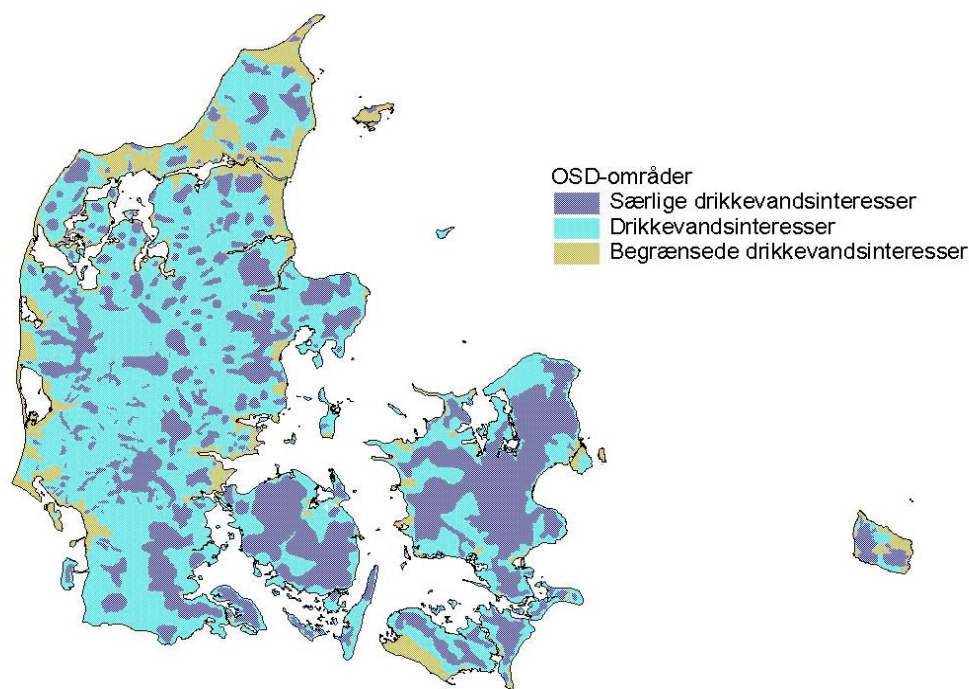 OSD-områder
Særlige drikkevandsinteresser
Drikkevandsinteresser
Begrænsede drikkevandsinteresser